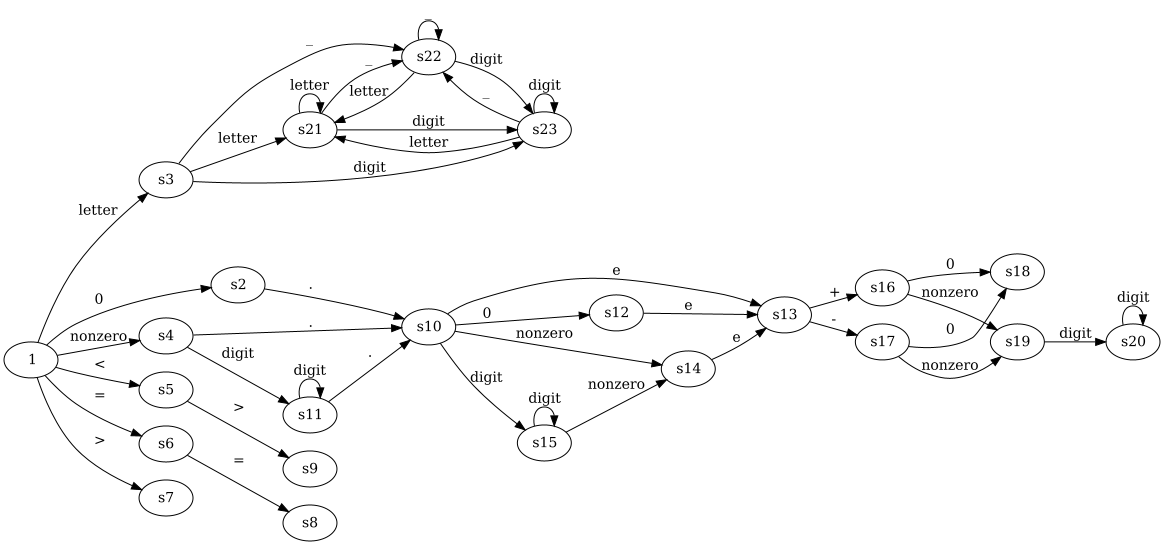 _
_
s22
digit
_
letter
letter
digit
_
s21
digit
s23
letter
letter
digit
s3
letter
0
s2
.
e
s18
0
+
s16
nonzero
0
s12
e
s13
nonzero
s4
.
s10
nonzero
-
0
s17
s19
digit
s20
digit
1
<
digit
.
e
s14
nonzero
digit
s5
digit
nonzero
=
>
s11
digit
>
s6
=
s15
s9
s7
s8